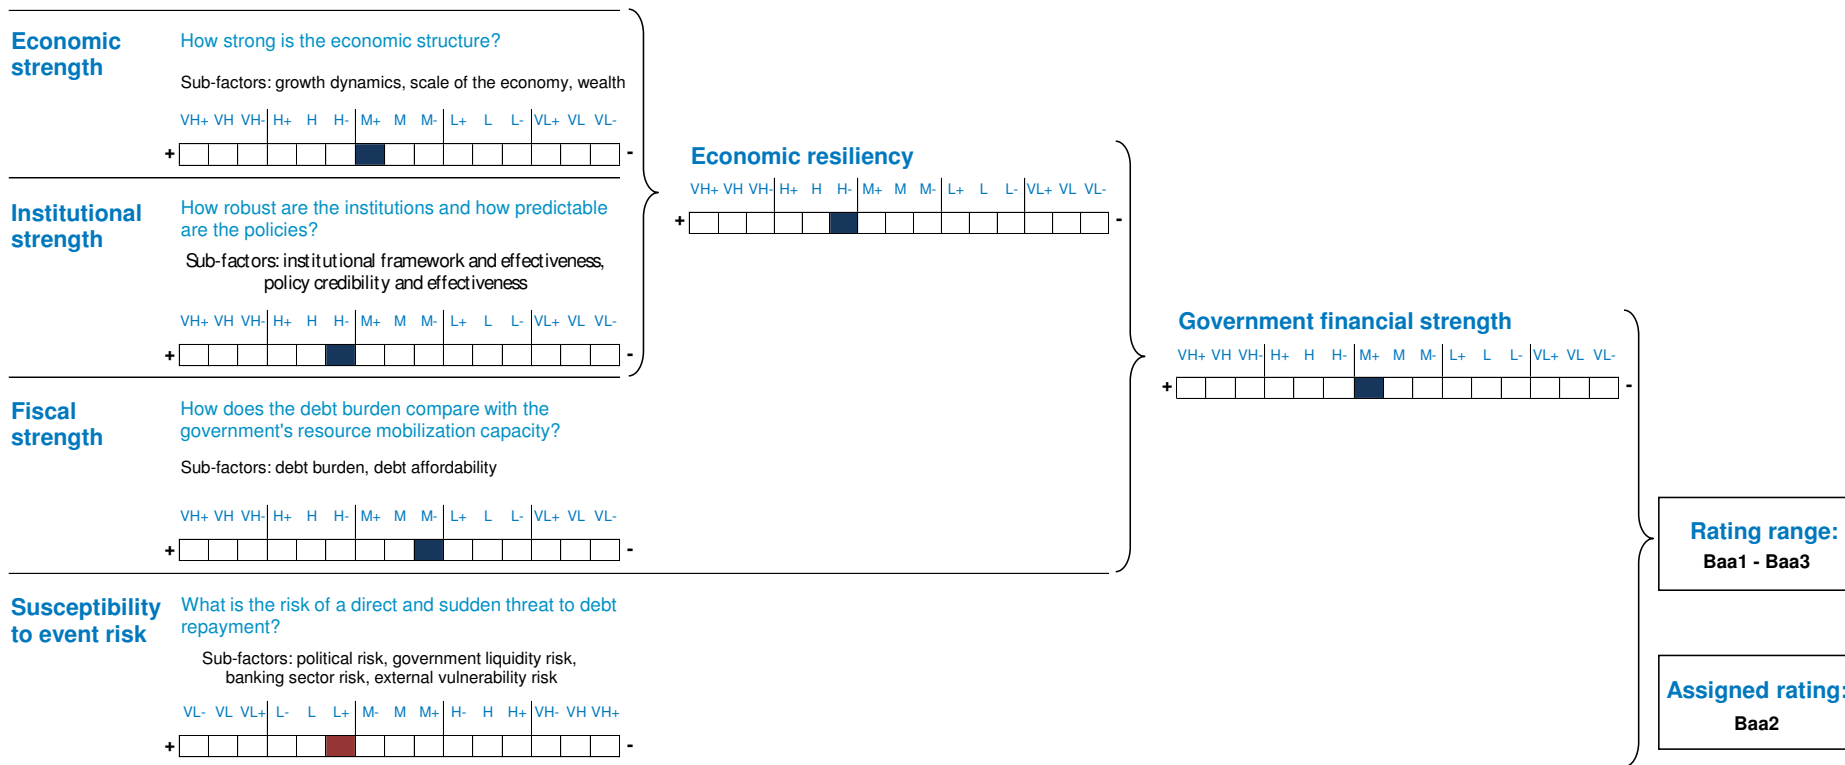 Economic
strength
How strong is the economic structure?
Sub-factors: growth dynamics, scale of the economy, wealth
VH+ VH VH- H+ H H- M+ M M- L+ L L- VL+ VL VL-
+ -
Institutional
strength
How robust are the institutions and how predictable
are the policies?
Sub-factors: institutional framework and effectiveness,
policy credibility and effectiveness
VH+ VH VH- H+ H H- M+ M M- L+ L L- VL+ VL VL-
+ -
Economic resiliency
VH+ VH VH- H+ H H- M+ M M- L+ L L- VL+ VL VL-
+ -
Fiscal
strength
How does the debt burden compare with the
government's resource mobilization capacity?
Sub-factors: debt burden, debt affordability
VH+ VH VH- H+ H H- M+ M M- L+ L L- VL+ VL VL-
+ -
Government financial strength
VH+ VH VH- H+ H H- M+ M M- L+ L L- VL+ VL VL-
+ -
Susceptibility
to event risk
What is the risk of a direct and sudden threat to debt
repayment?
Sub-factors: political risk, government liquidity risk,
banking sector risk, external vulnerability risk
VL- VL VL+ L- L L+ M- M M+ H- H H+ VH- VH VH+
+ -
Rating range:
Baa1 - Baa3
Assigned rating:
Baa2